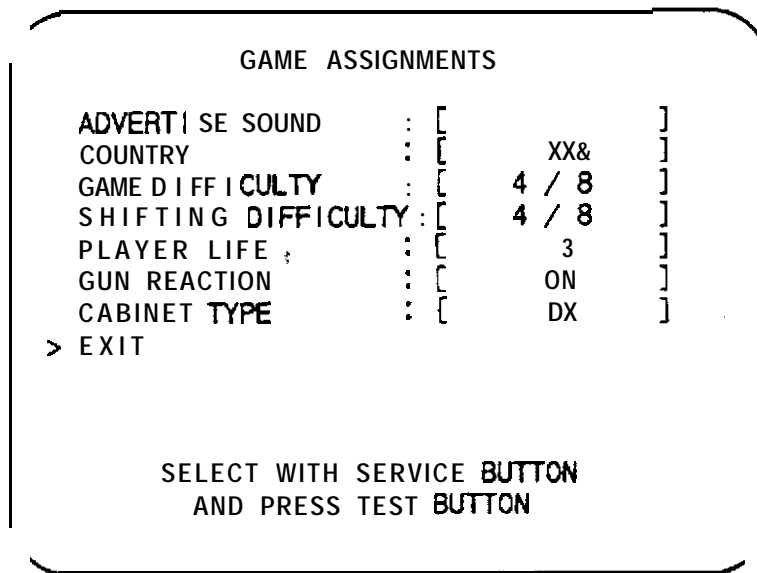 GAME ASSIGNMENTS
ADVERTISE SOUND : [ ]
COUNTRY : [ XX& ]
GAME DIFFICULTY : [ 4 / 8 ]
SHIFTING DIFFICULTY : [ 4 / 8 ]
PLAYER LIFE : [ 3 ]
GUN REACTION : [ ON ]
CABINET TYPE : [ DX ]
> EXIT
SELECT WITH SERVICE BUTTON
AND PRESS TEST BUTTON